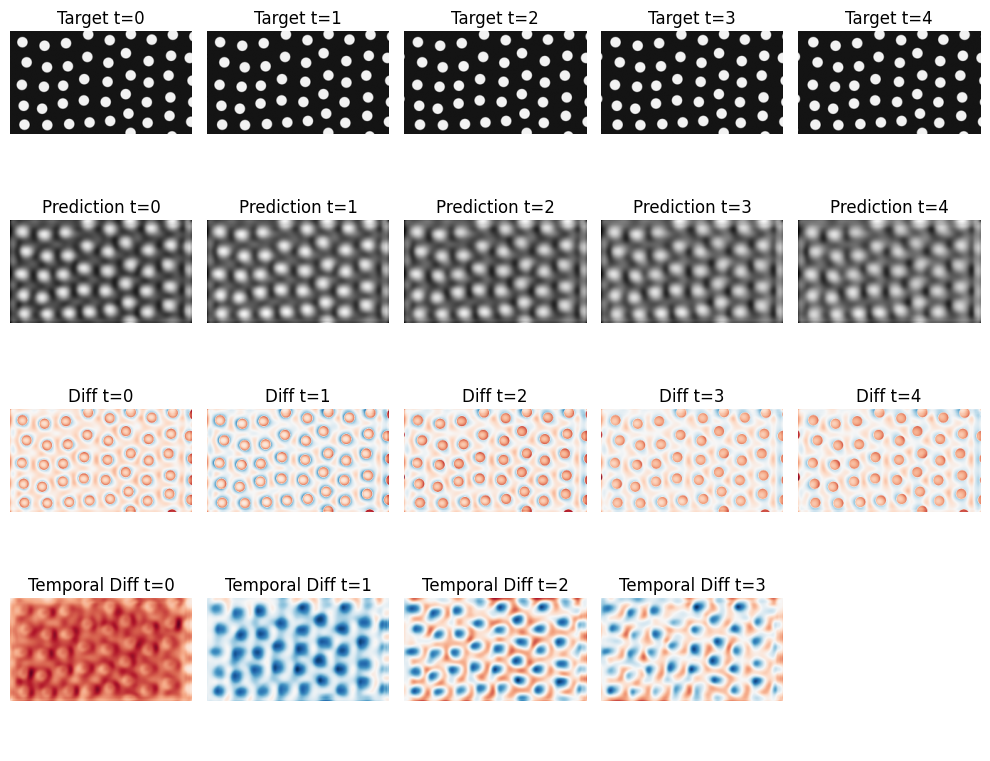 Target t=0 Target t=1 Target t=2 Target t=3 Target t=4
Prediction t=0 Prediction t=1 Prediction t=2 Prediction t=3 Prediction t=4
Diff t=0 Diff t=1 Diff t=2 Diff t=3 Diff t=4
Temporal Diff t=0 Temporal Diff t=1 Temporal Diff t=2 Temporal Diff t=3